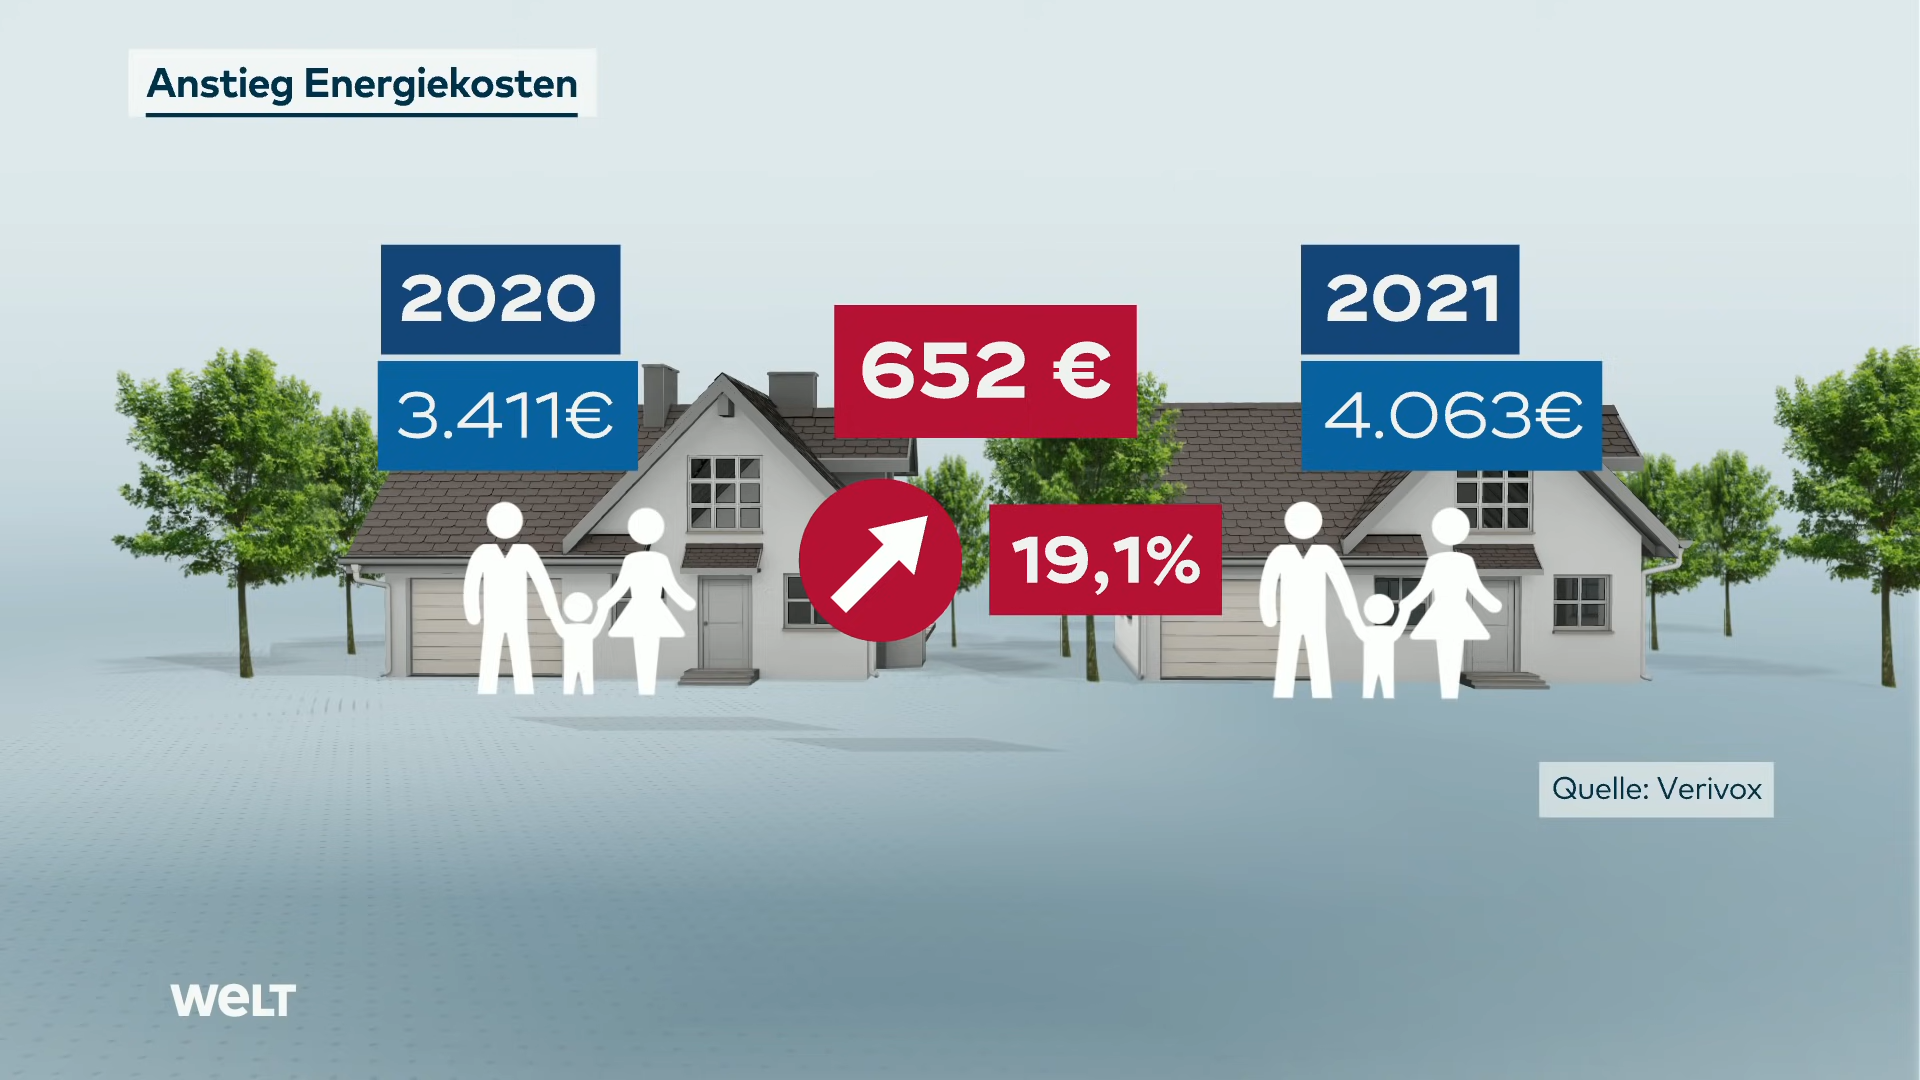 Anstieg Energiekosten
2020
3.411€
652 €
19,1%
2021
4.063€
Quelle: Verivox
WELT